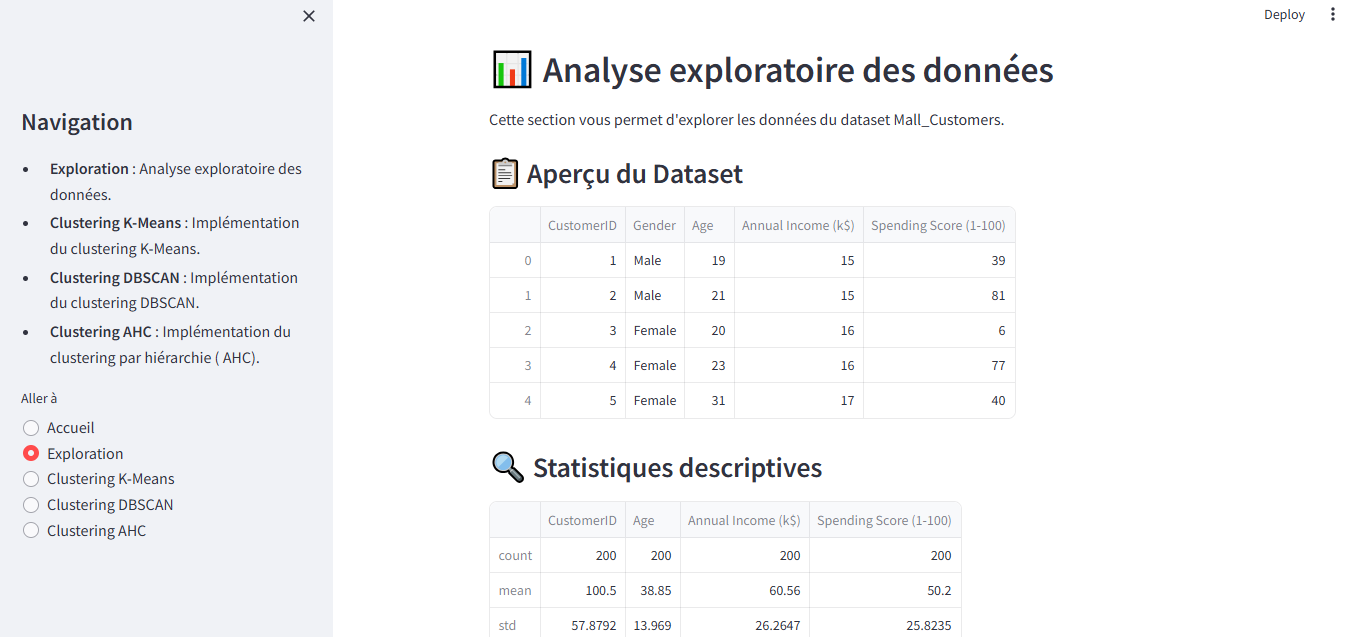 Deploy
Navigation
Exploration : Analyse exploratoire des
données.
Clustering K-Means : Implémentation
du clustering K-Means.
Clustering DBSCAN : Implémentation
du clustering DBSCAN.
Clustering AHC : Implémentation du
clustering par hiérarchie ( AHC).
Aller à
Accueil
Exploration
Clustering K-Means
Clustering DBSCAN
Clustering AHC
Analyse exploratoire des données
Cette section vous permet d'explorer les données du dataset Mall_Customers.
Aperçu du Dataset
CustomerID Gender Age Annual Income (k$) Spending Score (1-100)
0 1 Male 19 15 39
1 2 Male 21 15 81
2 3 Female 20 16 6
3 4 Female 23 16 77
4 5 Female 31 17 40
Statistiques descriptives
CustomerID Age Annual Income (k$) Spending Score (1-100)
count 200 200 200 200
mean 100.5 38.85 60.56 50.2
std 57.8792 13.969 26.2647 25.8235